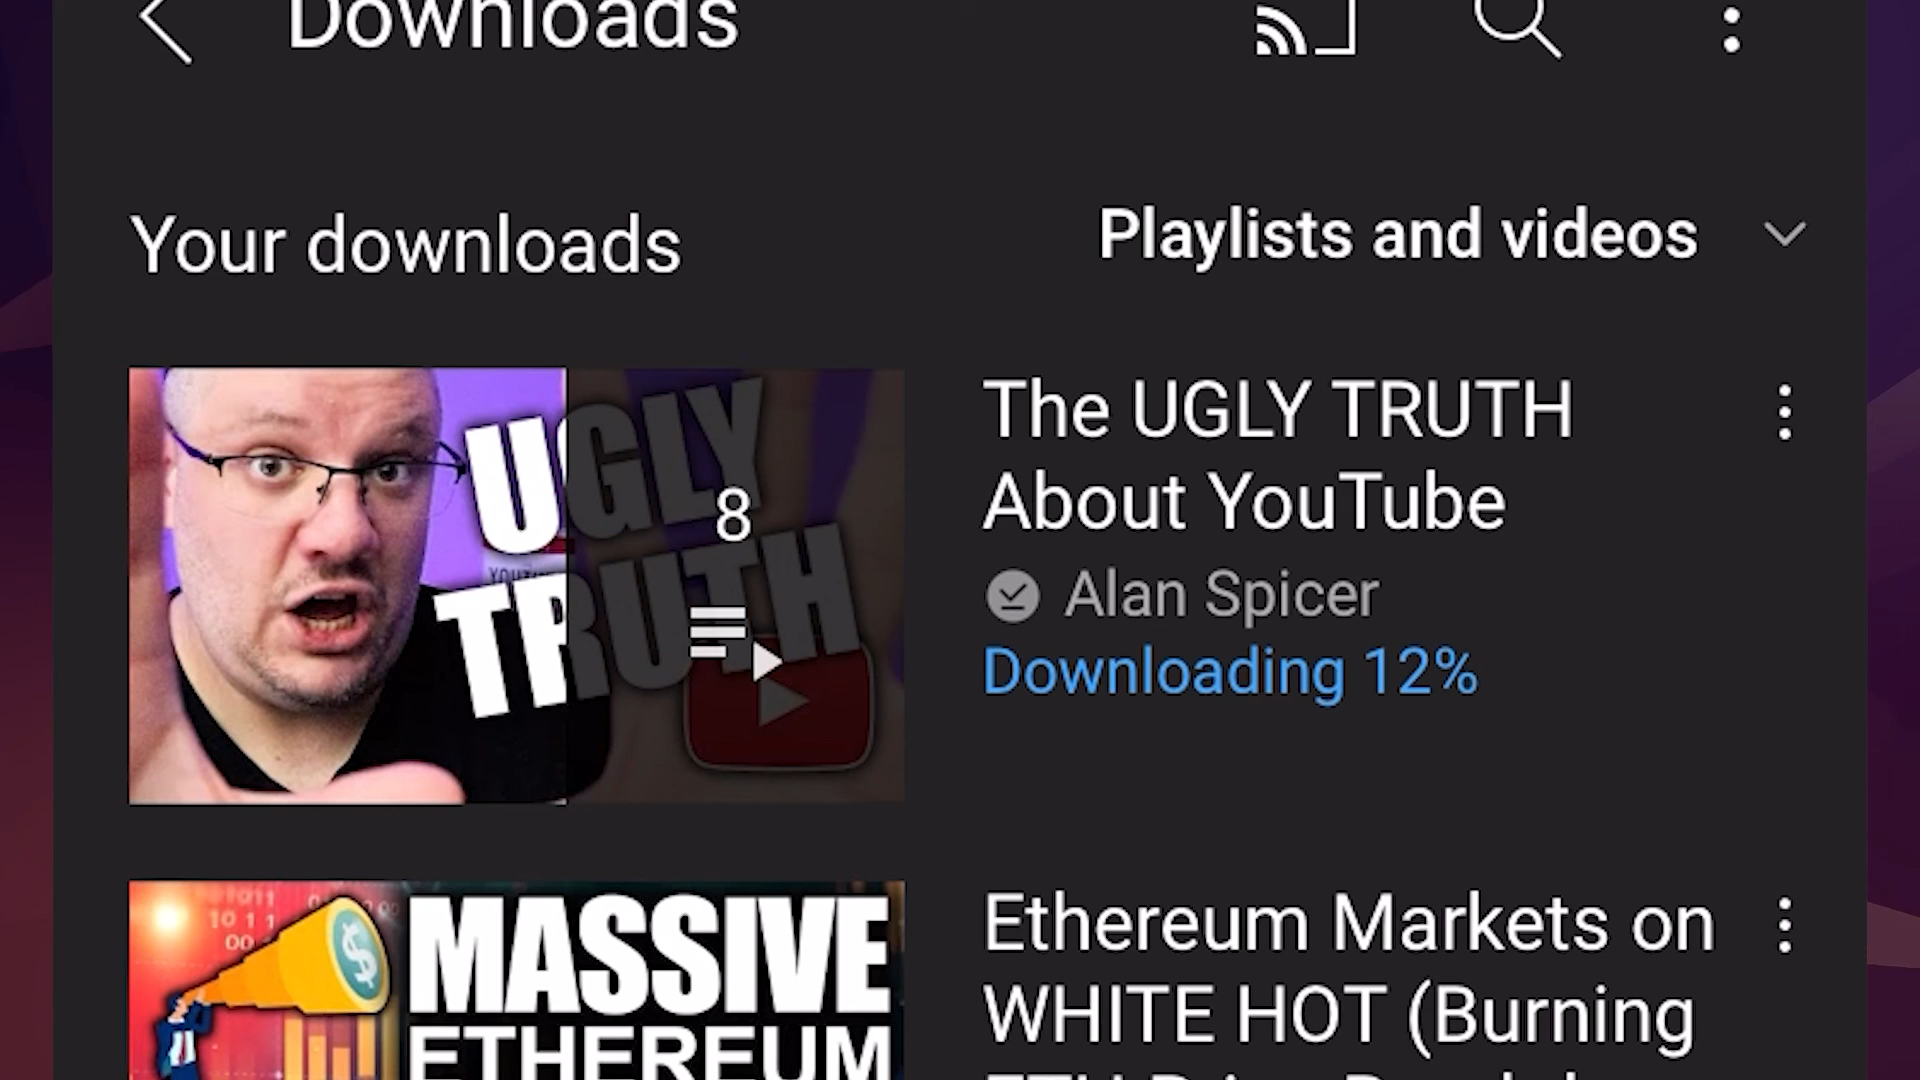 Downloads
Your downloads
Playlists and videos
UGLY
TRUTH
8
The UGLY TRUTH
About YouTube
Alan Spicer
Downloading 12%
MASSIVE
ETHEREUM
Ethereum Markets on
WHITE HOT (Burning